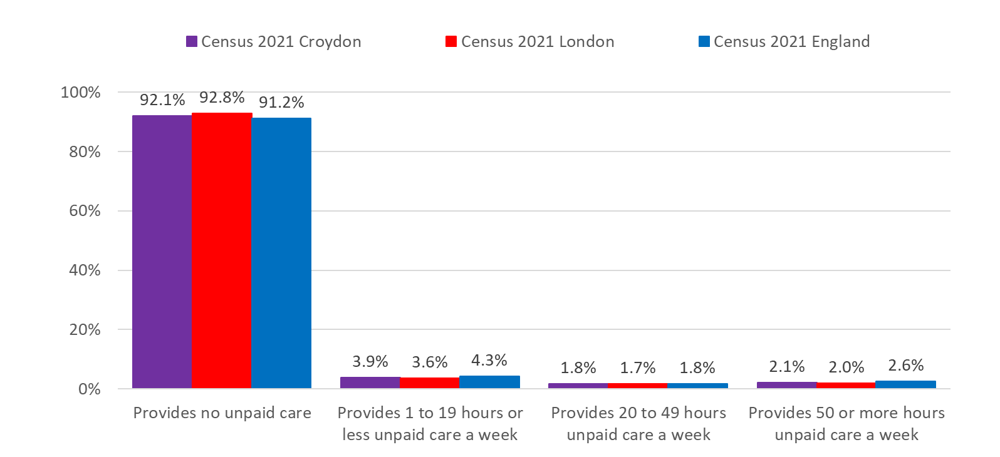 Census 2021 Croydon Census 2021 London Census 2021 England
100%
80%
60%
40%
20%
0%
92.1% 92.8% 91.2%
3.9% 3.6% 4.3%
1.8% 1.7% 1.8%
2.1% 2.0% 2.6%
Provides no unpaid care
Provides 1 to 19 hours or
less unpaid care a week
Provides 20 to 49 hours
unpaid care a week
Provides 50 or more hours
unpaid care a week